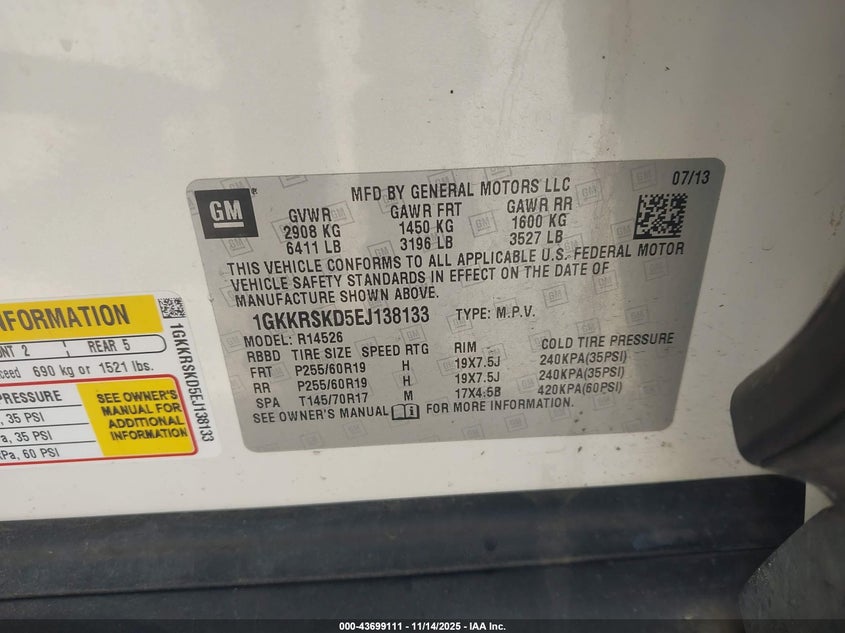 GM
MFD BY GENERAL MOTORS LLC
07/13
GVWR GAWR FRT GAWR RR
2908 KG 1450 KG 1600 KG
6411 LB 3196 LB 3527 LB
THIS VEHICLE CONFORMS TO ALL APPLICABLE U.S. FEDERAL MOTOR
VEHICLE SAFETY STANDARDS IN EFFECT ON THE DATE OF
MANUFACTURE SHOWN ABOVE.
1GKKRSKD5EJ138133 TYPE: M.P.V.
MODEL: R14526
RBBD TIRE SIZE SPEED RTG RIM COLD TIRE PRESSURE
FRT P255/60R19 H 19X7.5J 240KPA(35PSI)
RR P255/60R19 H 19X7.5J 240KPA(35PSI)
SPA T145/70R17 M 17X4.5B 420KPA(60PSI)
SEE OWNER'S MANUAL i FOR MORE INFORMATION.
NFORMATION
NT 2 REAR 5
ceed 690 kg or 1521 lbs.
PRESSURE
, 35 PSI
a, 35 PSI
Pa, 60 PSI
SEE OWNER'S
MANUAL FOR
ADDITIONAL
INFORMATION
1GKKRSKD5EJ138133
000-43699111 - 11/14/2025 - IAA Inc.